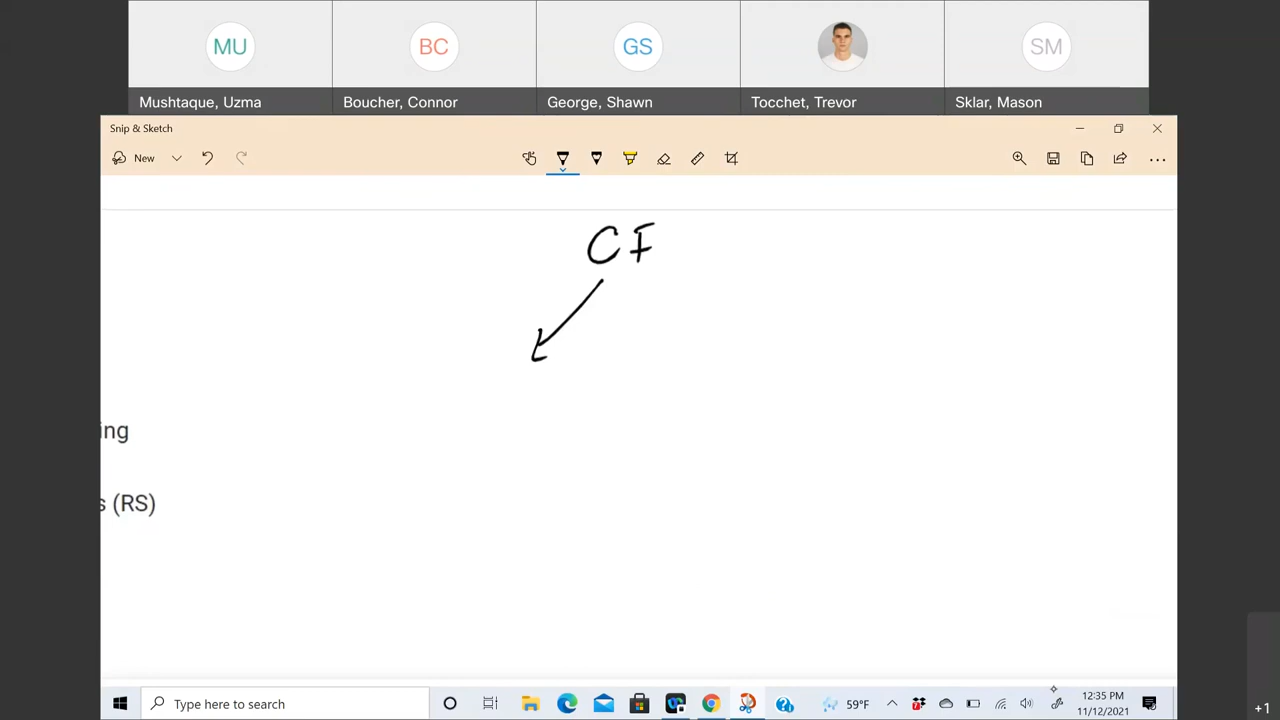 MU BC GS SM
Mushtaque, Uzma Boucher, Connor George, Shawn Tocchet, Trevor Sklar, Mason
Snip & Sketch
New
CF
ing
s (RS)
Type here to search
59°F
12:35 PM
11/12/2021
+1